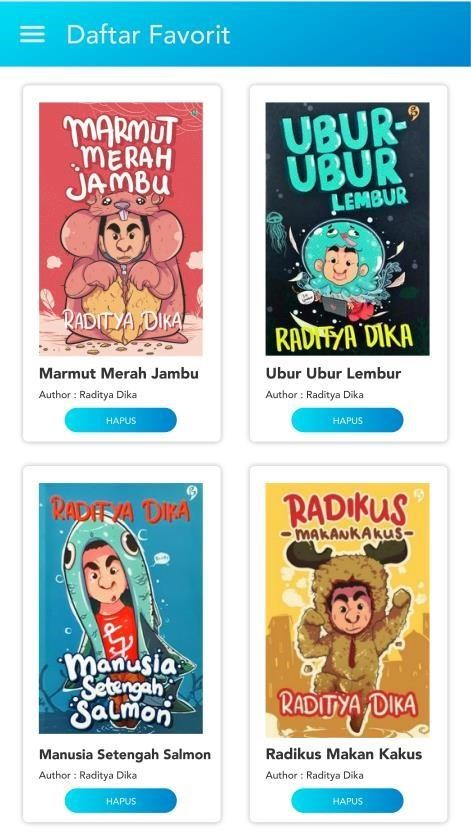 Daftar Favorit
MARMUT
MERAH
JAMBU
RADITYA DIKA
Marmut Merah Jambu
Author : Raditya Dika
HAPUS
UBUR-
UBUR
LEMBUR
RADITYA DIKA
Ubur Ubur Lembur
Author : Raditya Dika
HAPUS
RADITYA DIKA
Manusia
Setengah
Salmon
Manusia Setengah Salmon
Author : Raditya Dika
HAPUS
RADIKUS
-MAKANKAKUS-
RADITYA DIKA
Radikus Makan Kakus
Author : Raditya Dika
HAPUS